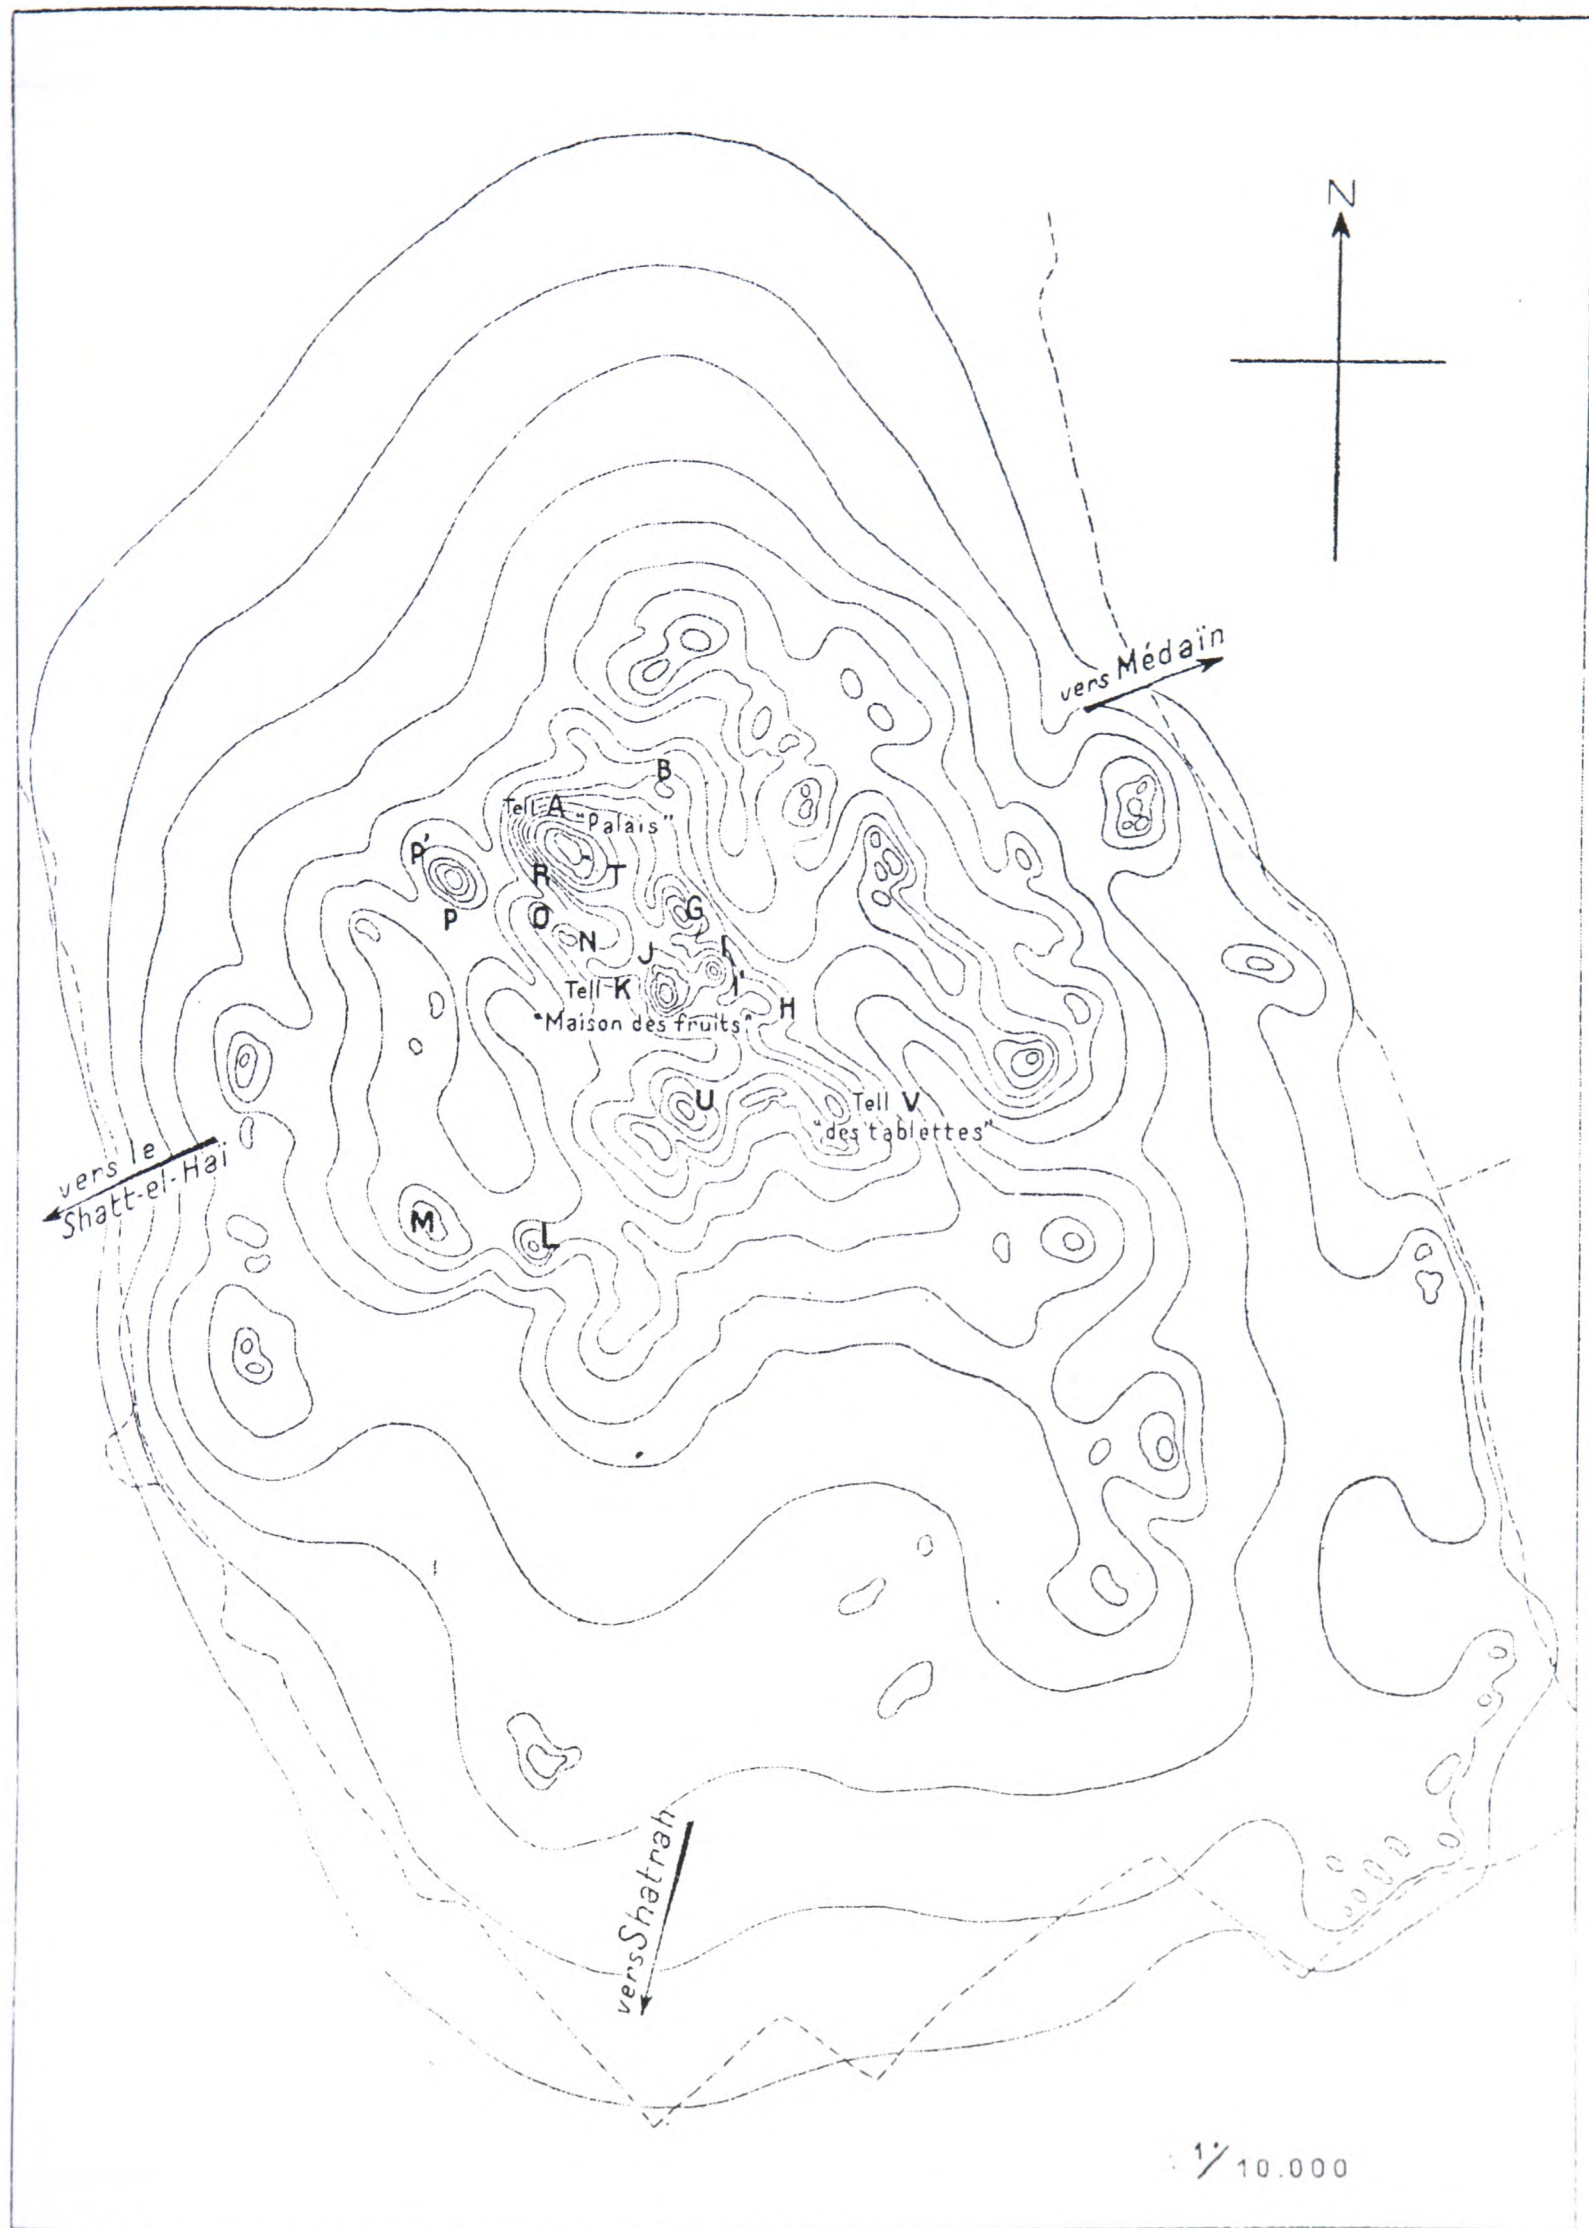 N
vers Médaïn
B
Tell A
"Palais"
P'
R
T
P
O
G
N
J
I
Tell K
I'
H
"Maison des fruits"
U
Tell V
"des tablettes"
vers le
Shatt-el-Haï
M
L
vers Shatrah
1/10.000